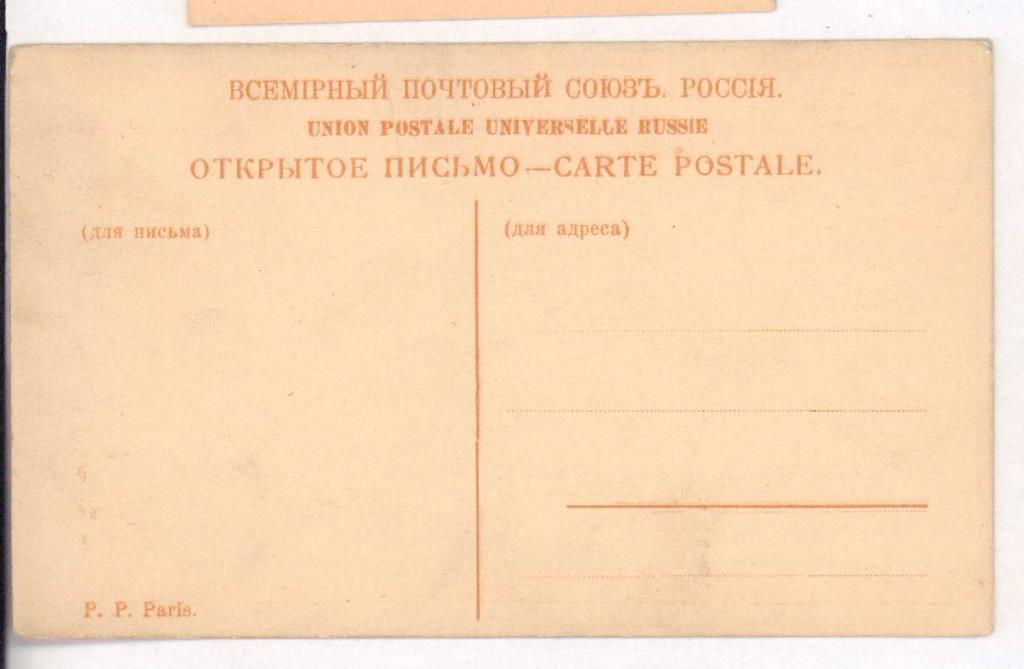 ВСЕМІРНЫЙ ПОЧТОВЫЙ СОЮЗЪ. РОССІЯ.
UNION POSTALE UNIVERSELLE RUSSIE
ОТКРЫТОЕ ПИСЬМО—CARTE POSTALE.
(для письма)
(для адреса)
P. P. Paris.